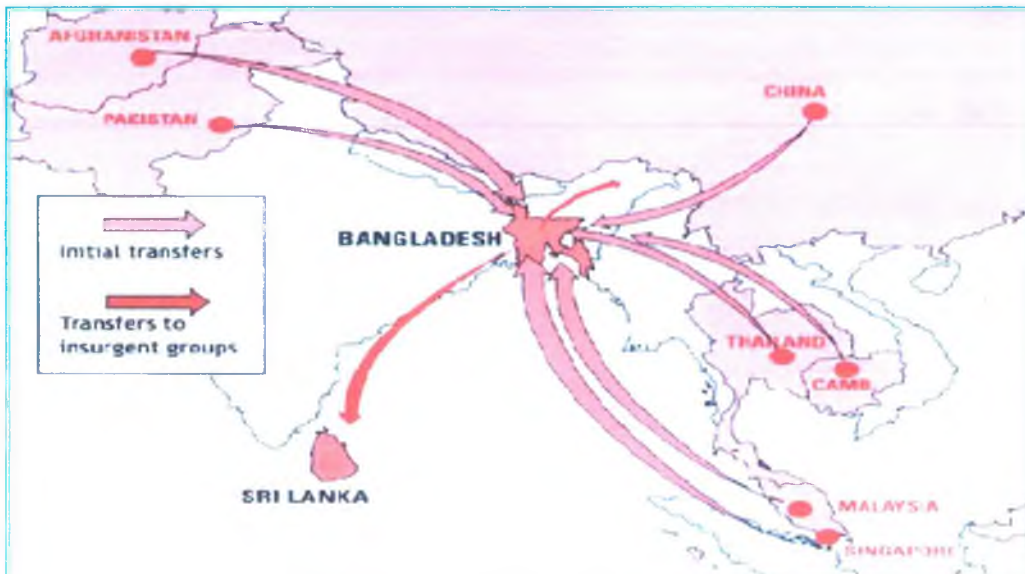 AFGHANISTAN
PAKISTAN
CHINA
Initial transfers
Transfers to
insurgent groups
BANGLADESH
THAILAND
CAMB.
SRI LANKA
MALAYSIA
SINGAPORE